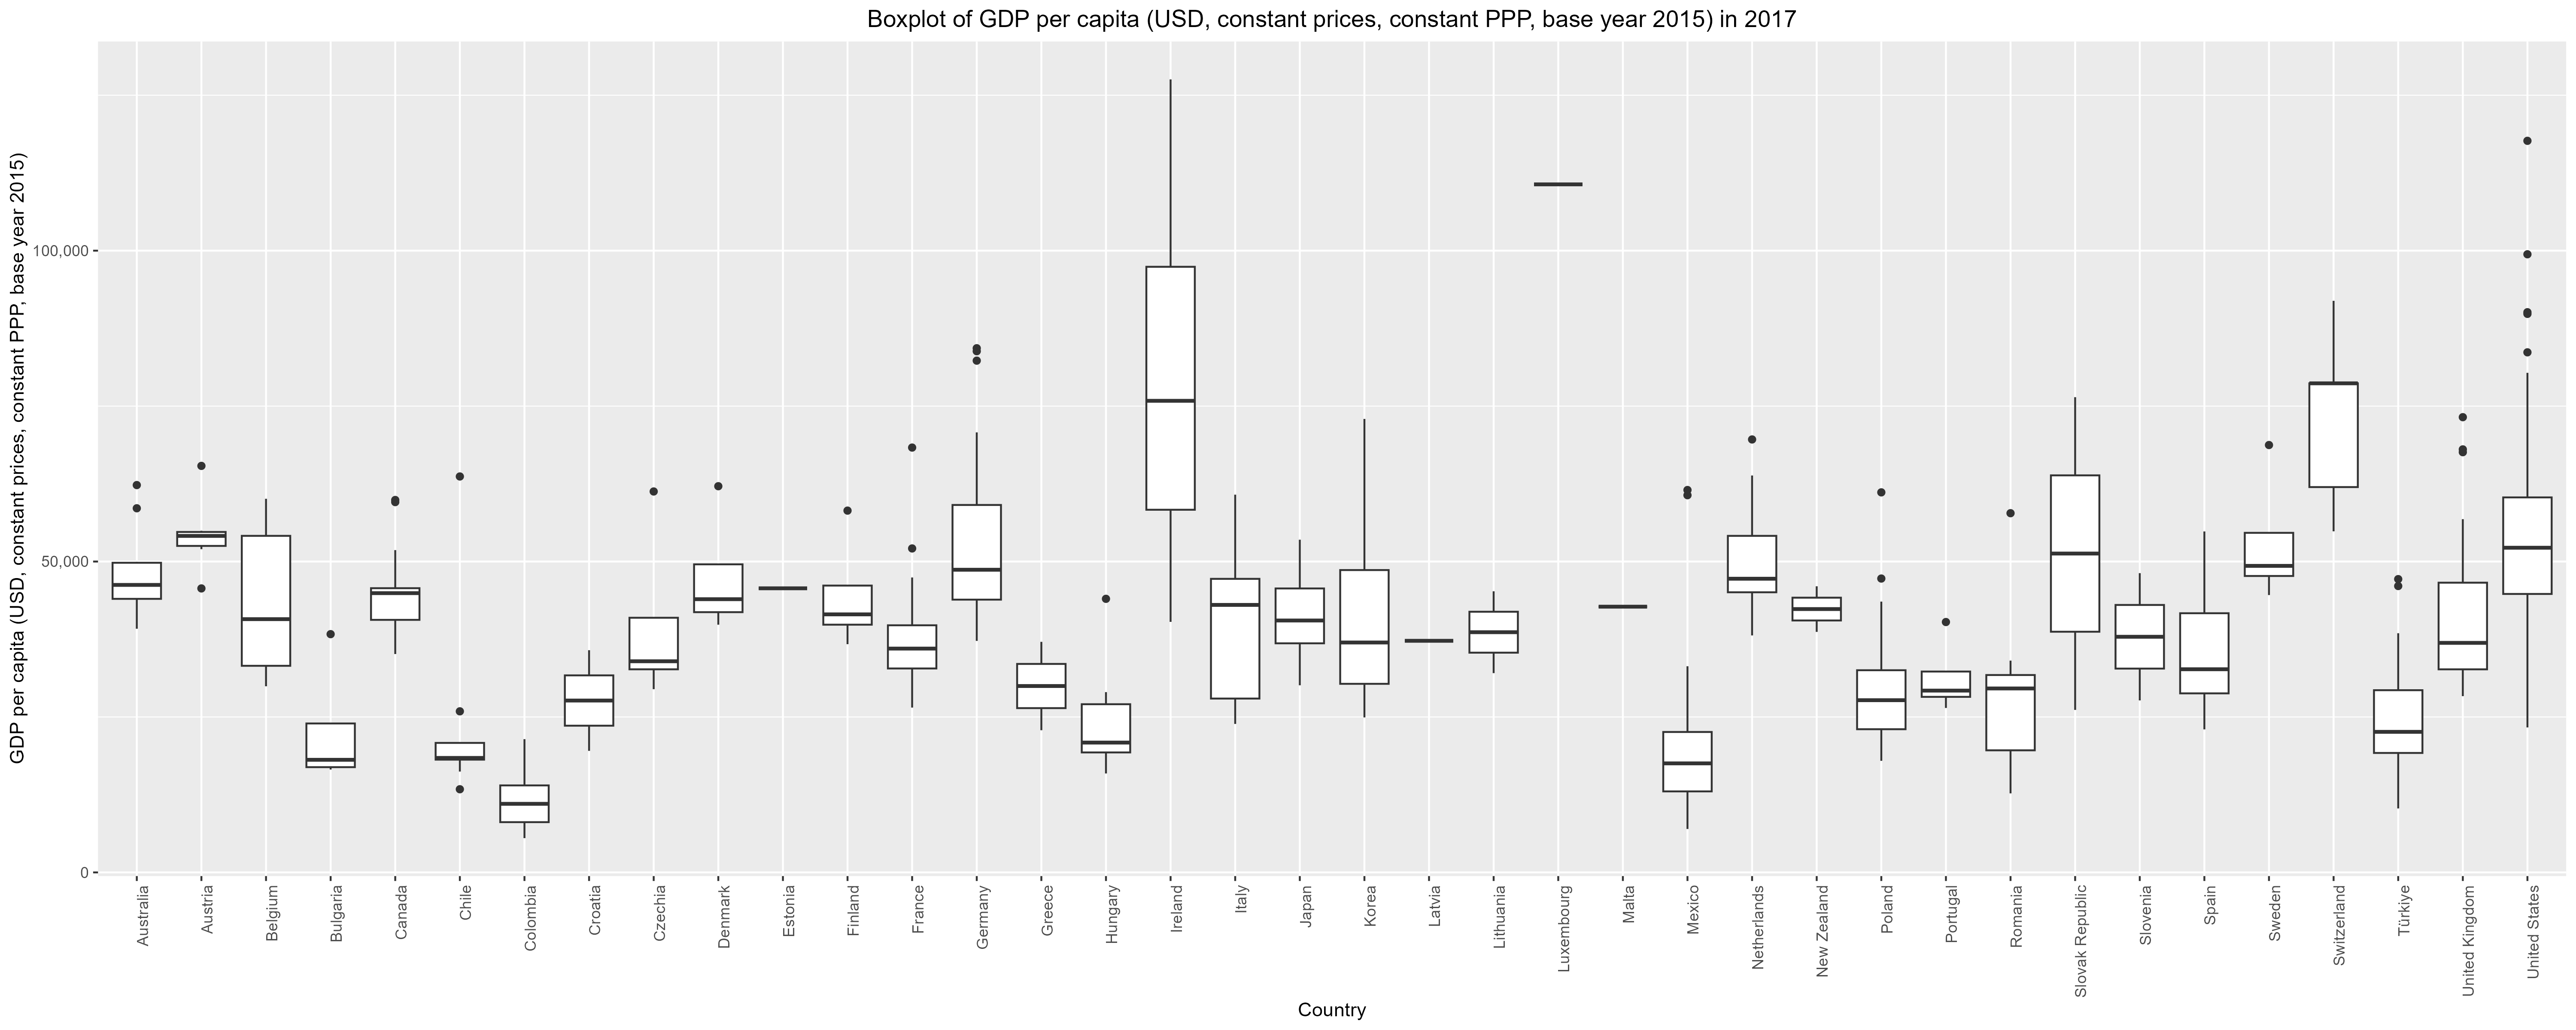 Boxplot of GDP per capita (USD, constant prices, constant PPP, base year 2015) in 2017
GDP per capita (USD, constant prices, constant PPP, base year 2015)
100,000
50,000
0
Australia
Austria
Belgium
Bulgaria
Canada
Chile
Colombia
Croatia
Czechia
Denmark
Estonia
Finland
France
Germany
Greece
Hungary
Ireland
Italy
Japan
Korea
Latvia
Lithuania
Luxembourg
Malta
Mexico
Netherlands
New Zealand
Poland
Portugal
Romania
Slovak Republic
Slovenia
Spain
Sweden
Switzerland
Türkiye
United Kingdom
United States
Country